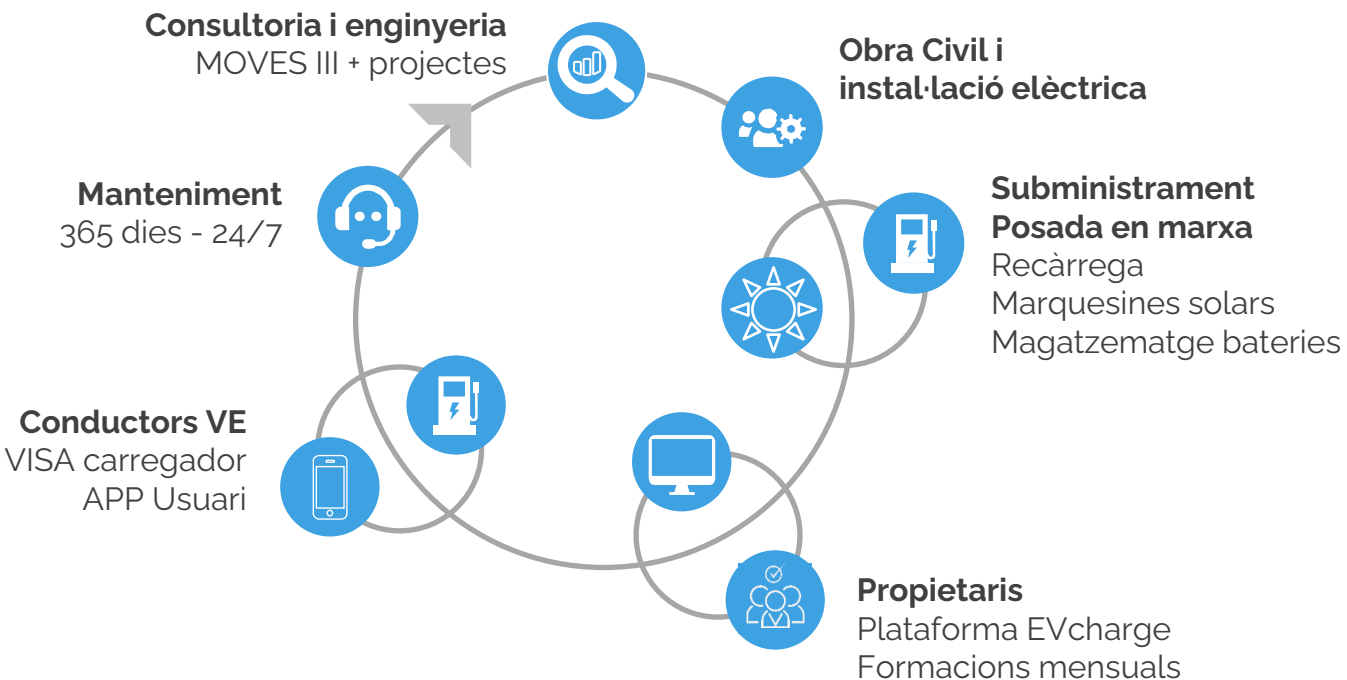 Consultoria i enginyeria
MOVES III + projectes
Obra Civil i
instal·lació elèctrica
Subministrament
Posada en marxa
Recàrrega
Marquesines solars
Magatzematge bateries
Manteniment
365 dies - 24/7
Conductors VE
VISA carregador
APP Usuari
Propietaris
Plataforma EVcharge
Formacions mensuals